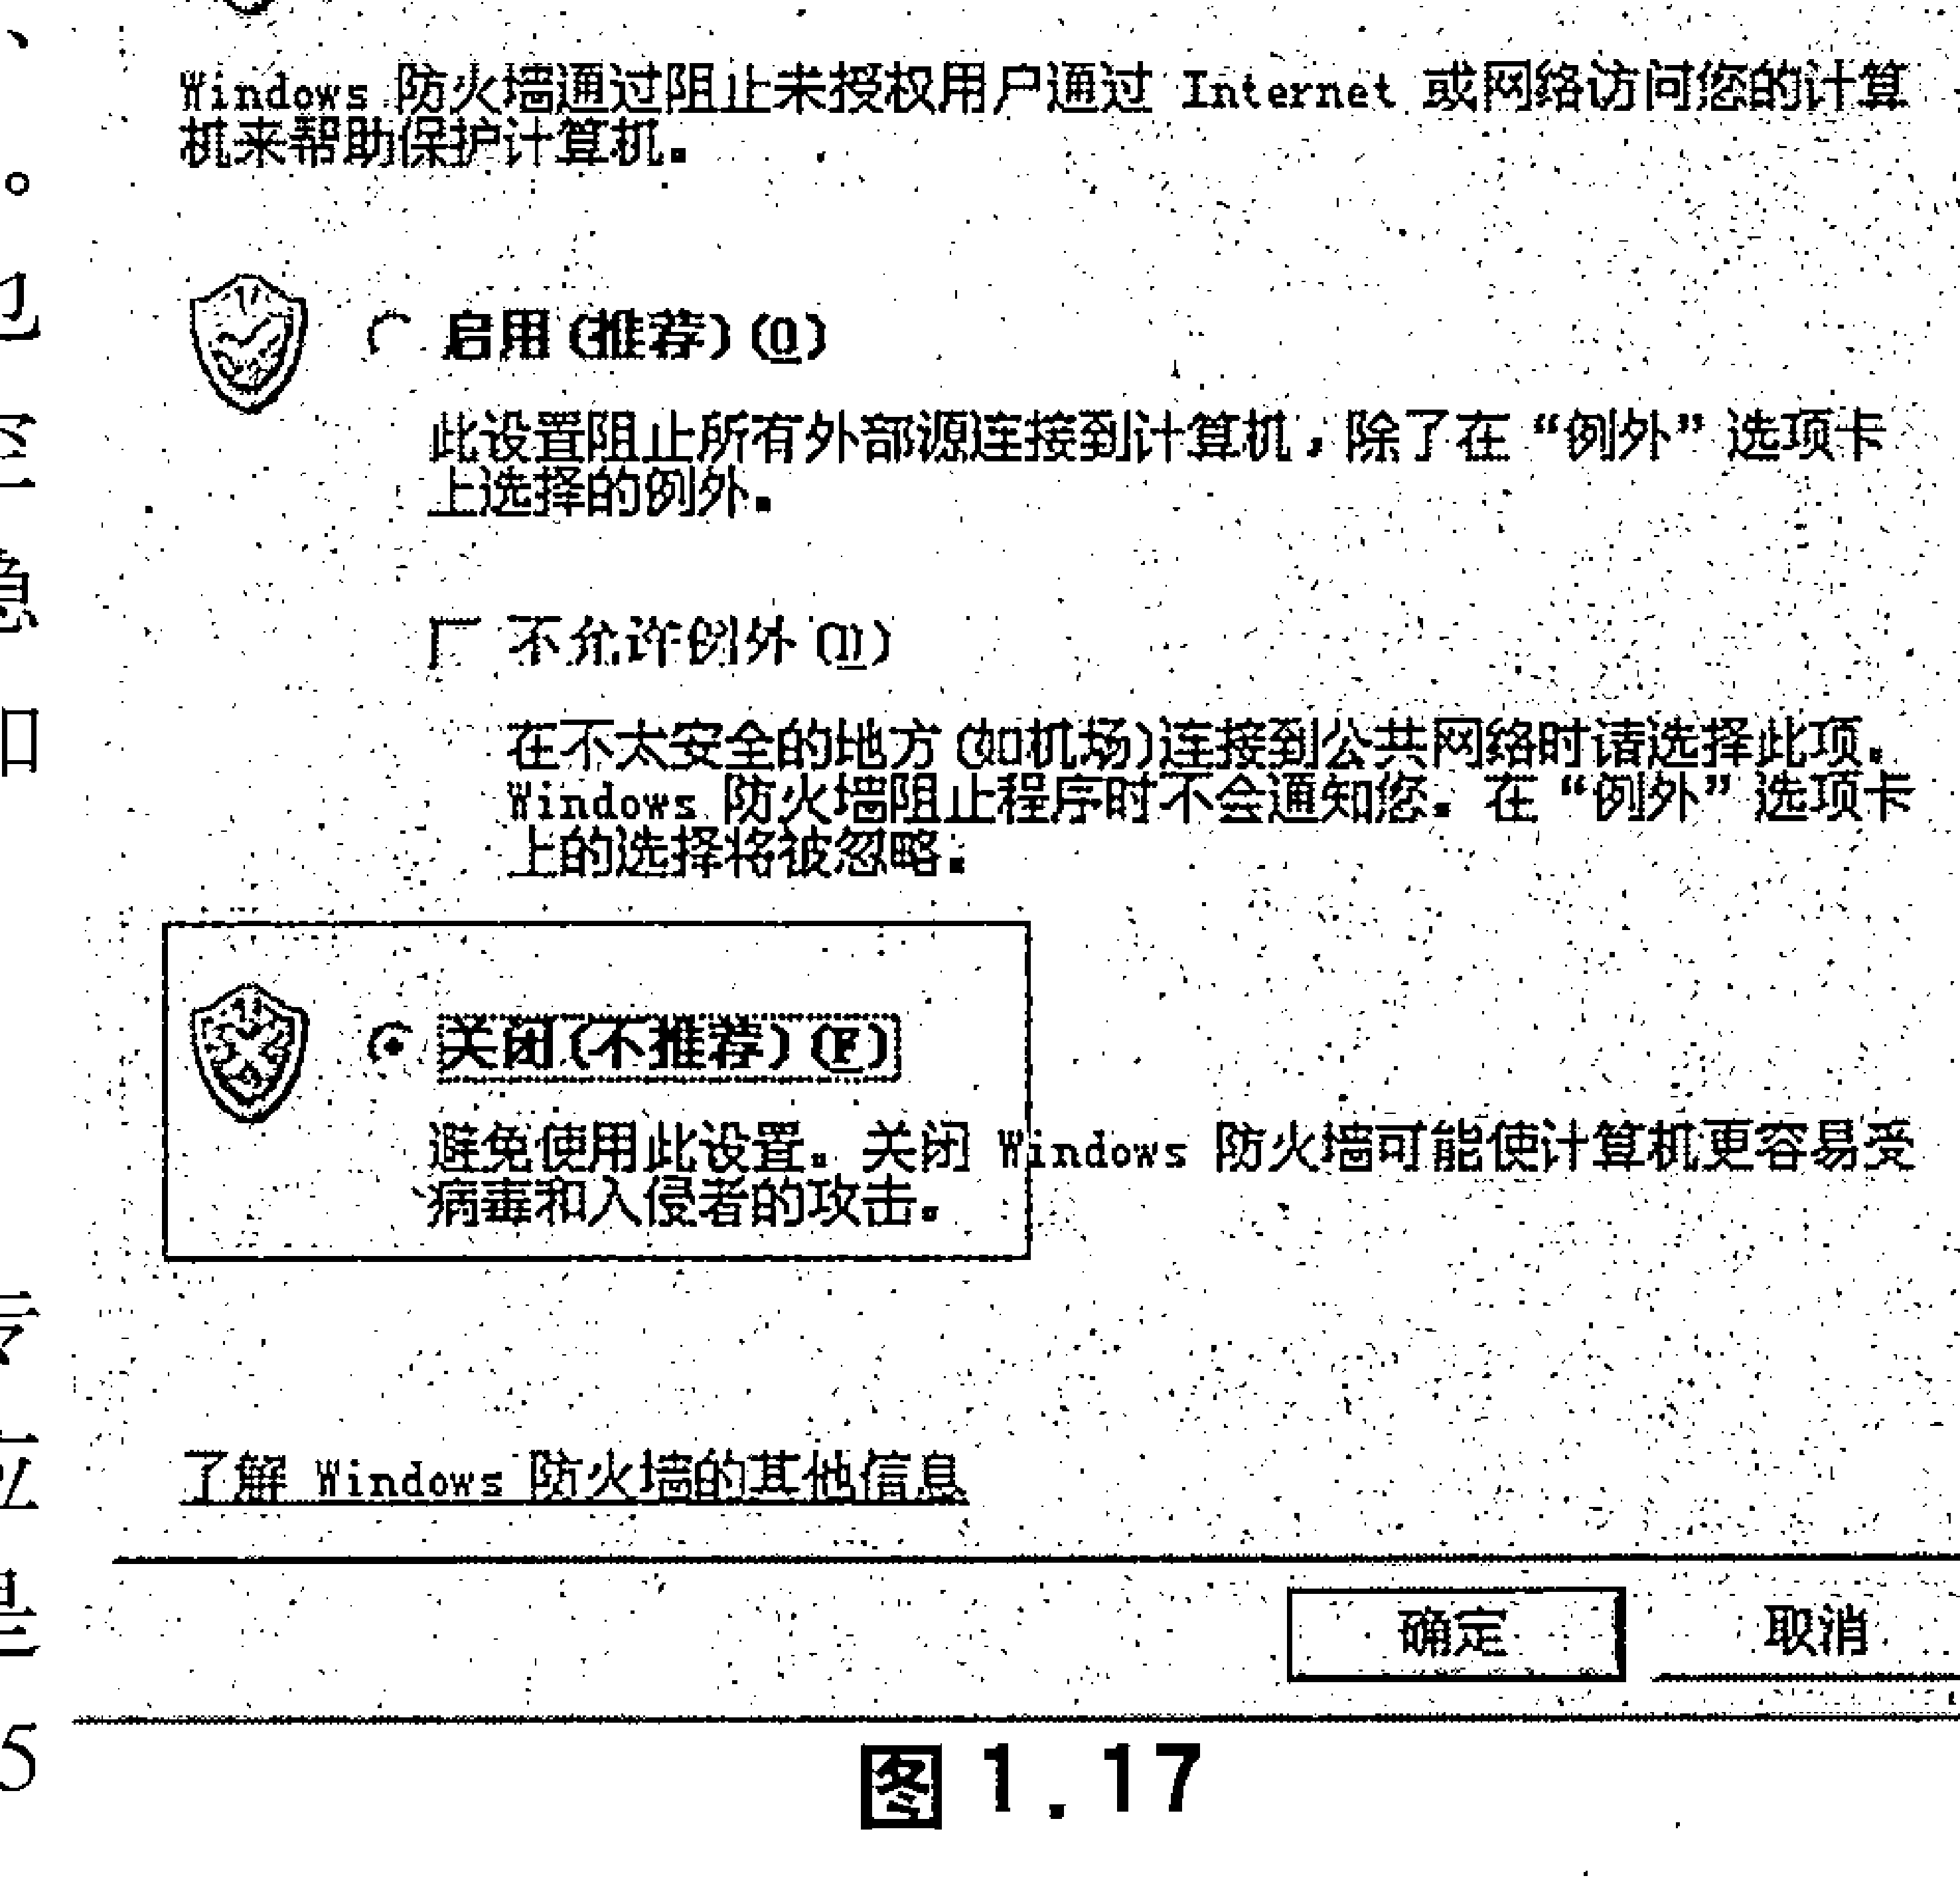 Windows 防火墙通过阻止未授权用户通过 Internet 或网络访问您的计算
机来帮助保护计算机。
启用(推荐)(O)
此设置阻止所有外部源连接到计算机，除了在“例外”选项卡
上选择的例外。
不允许例外(D)
在不太安全的地方(如机场)连接到公共网络时请选择此项。
Windows 防火墙阻止程序时不会通知您。在“例外”选项卡
上的选择将被忽略。
关闭(不推荐)(F)
避免使用此设置。关闭 Windows 防火墙可能使计算机更容易受
病毒和入侵者的攻击。
了解 Windows 防火墙的其他信息
确定 取消
图 1.17